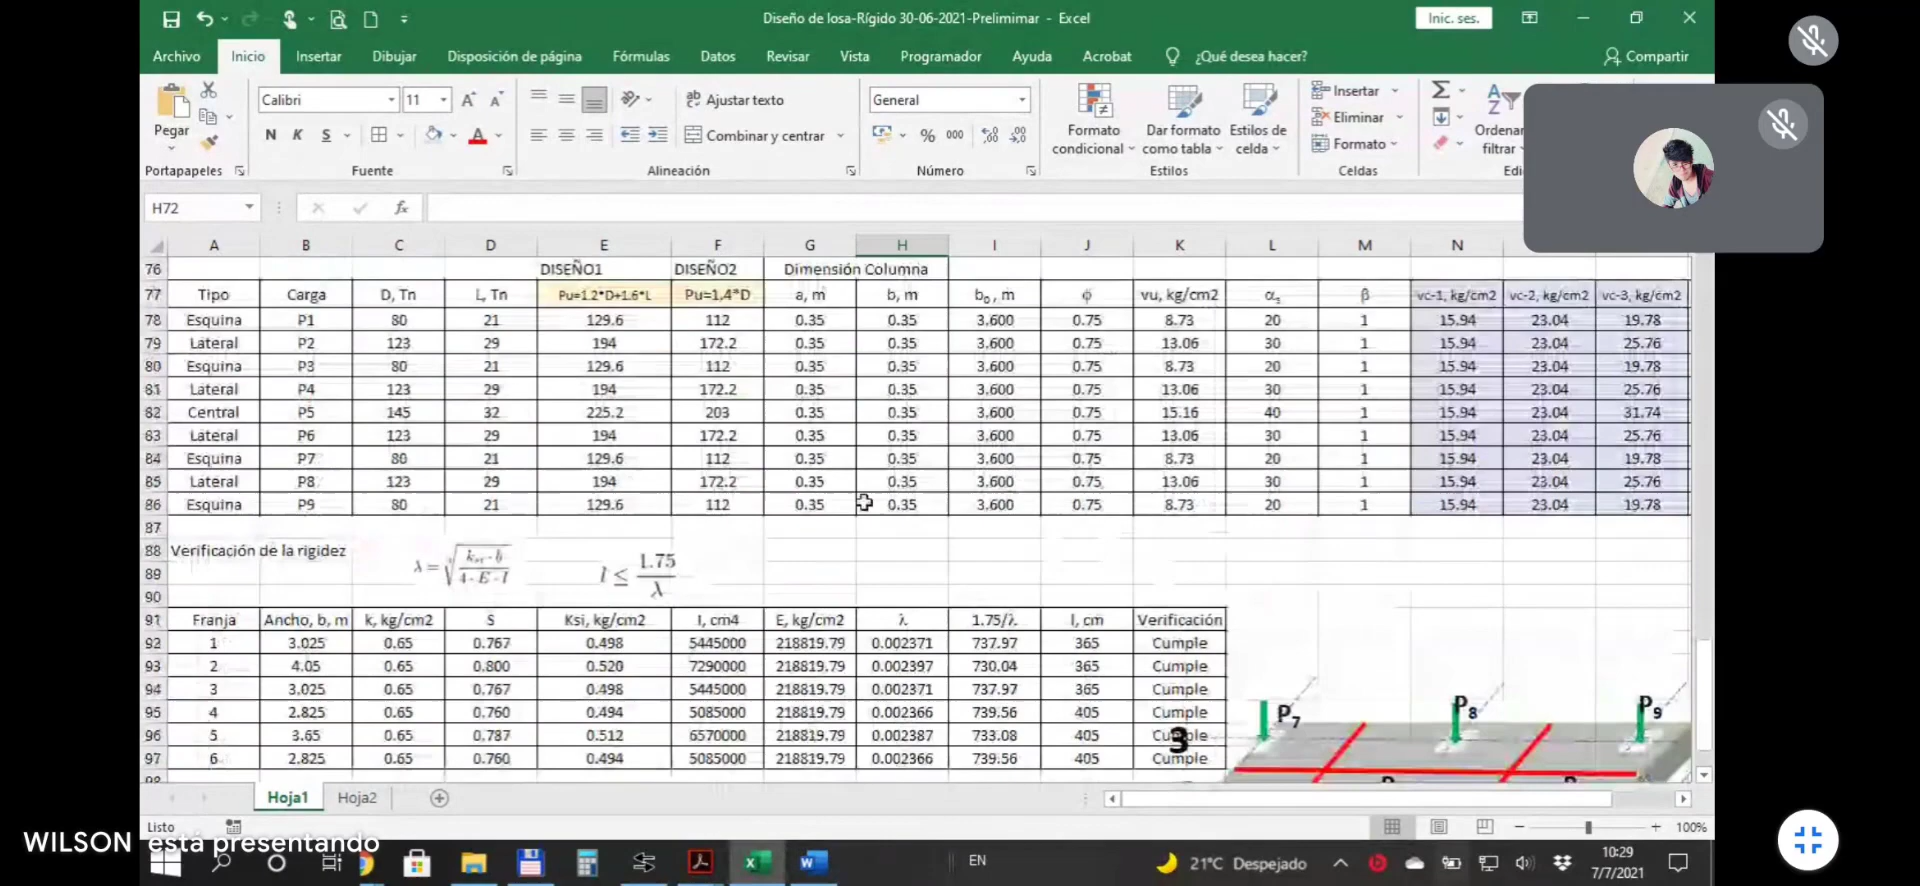 Diseño de losa-Rígido 30-06-2021-Prelimimar - Excel
Inic. ses.
Archivo Inicio Insertar Dibujar Disposición de página Fórmulas Datos Revisar Vista Programador Ayuda Acrobat ¿Qué desea hacer? Compartir
Calibri 11 Ajustar texto General Insertar
Pegar N K S Combinar y centrar % 000 Formato condicional Dar formato como tabla Estilos de celda Eliminar Formato Ordenar filtrar
Portapapeles Fuente Alineación Número Estilos Celdas Edi
H72 fx
A B C D E F G H I J K L M N
76 DISEÑO1 DISEÑO2 Dimensión Columna
77 Tipo Carga D, Tn L, Tn Pu=1.2*D+1.6*L Pu=1.4*D a, m b, m b₀, m ϕ vu, kg/cm2 αs β vc-1, kg/cm2 vc-2, kg/cm2 vc-3, kg/cm2
78 Esquina P1 80 21 129.6 112 0.35 0.35 3.600 0.75 8.73 20 1 15.94 23.04 19.78
79 Lateral P2 123 29 194 172.2 0.35 0.35 3.600 0.75 13.06 30 1 15.94 23.04 25.76
80 Esquina P3 80 21 129.6 112 0.35 0.35 3.600 0.75 8.73 20 1 15.94 23.04 19.78
81 Lateral P4 123 29 194 172.2 0.35 0.35 3.600 0.75 13.06 30 1 15.94 23.04 25.76
82 Central P5 145 32 225.2 203 0.35 0.35 3.600 0.75 15.16 40 1 15.94 23.04 31.74
83 Lateral P6 123 29 194 172.2 0.35 0.35 3.600 0.75 13.06 30 1 15.94 23.04 25.76
84 Esquina P7 80 21 129.6 112 0.35 0.35 3.600 0.75 8.73 20 1 15.94 23.04 19.78
85 Lateral P8 123 29 194 172.2 0.35 0.35 3.600 0.75 13.06 30 1 15.94 23.04 25.76
86 Esquina P9 80 21 129.6 112 0.35 0.35 3.600 0.75 8.73 20 1 15.94 23.04 19.78
87
88 Verificación de la rigidez
89 l ≤ 1.75/λ
90
91 Franja Ancho, b, m k, kg/cm2 S Ksi, kg/cm2 I, cm4 E, kg/cm2 λ 1.75/λ l, cm Verificación
92 1 3.025 0.65 0.767 0.498 5445000 218819.79 0.002371 737.97 365 Cumple
93 2 4.05 0.65 0.800 0.520 7290000 218819.79 0.002397 730.04 365 Cumple
94 3 3.025 0.65 0.767 0.498 5445000 218819.79 0.002371 737.97 365 Cumple
95 4 2.825 0.65 0.760 0.494 5085000 218819.79 0.002366 739.56 405 Cumple
96 5 3.65 0.65 0.787 0.512 6570000 218819.79 0.002387 733.08 405 Cumple
97 6 2.825 0.65 0.760 0.494 5085000 218819.79 0.002366 739.56 405 Cumple
P7 P8 P9
3
Hoja1 Hoja2
Listo 100%
WILSON está presentando
EN 21°C Despejado 10:29
7/7/2021